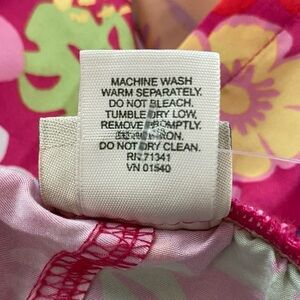 MACHINE WASH
WARM SEPARATELY.
DO NOT BLEACH.
TUMBLE DRY LOW,
REMOVE PROMPTLY.
IRON.
DO NOT DRY CLEAN.
RN 71341
VN 01540